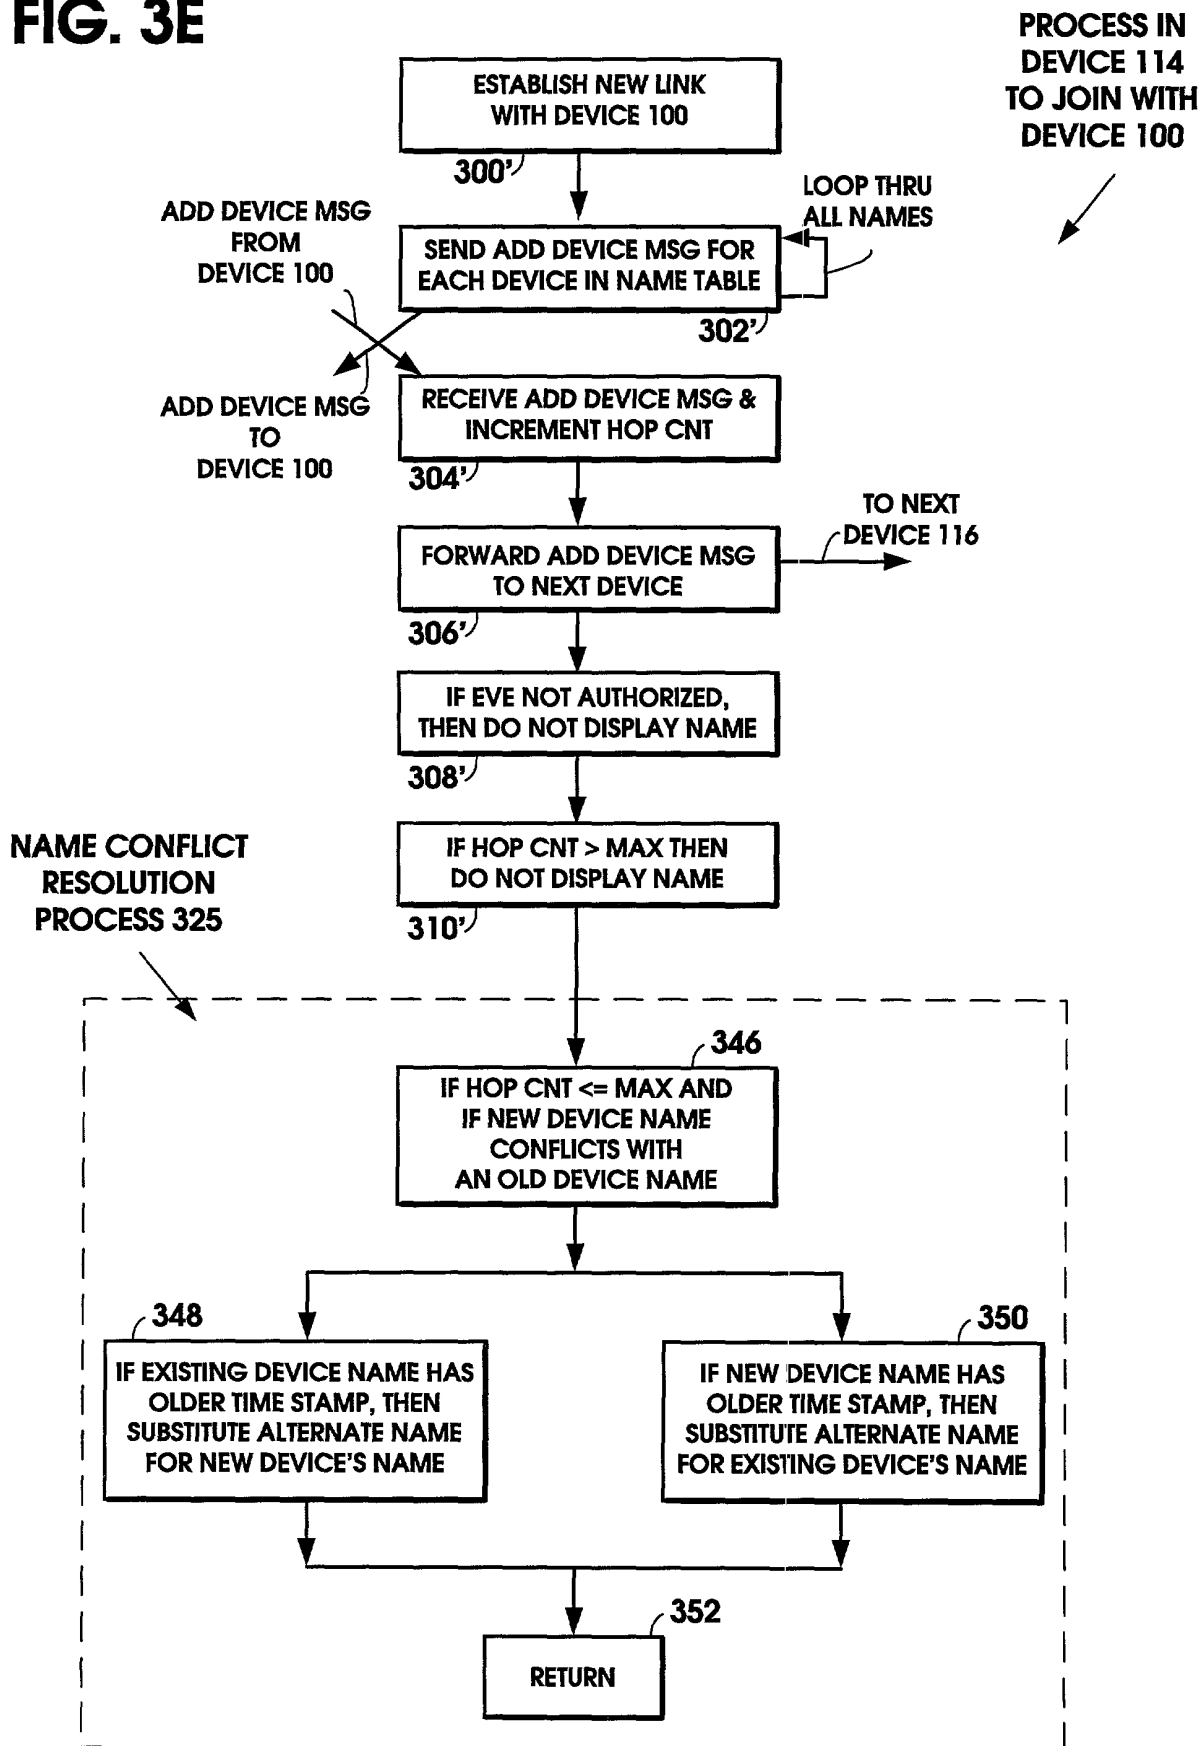 FIG. 3E
PROCESS IN
DEVICE 114
TO JOIN WITH
DEVICE 100
ESTABLISH NEW LINK
WITH DEVICE 100
300'
LOOP THRU
ALL NAMES
ADD DEVICE MSG
FROM
DEVICE 100
SEND ADD DEVICE MSG FOR
EACH DEVICE IN NAME TABLE
302'
ADD DEVICE MSG
TO
DEVICE 100
RECEIVE ADD DEVICE MSG &
INCREMENT HOP CNT
304'
TO NEXT
DEVICE 116
FORWARD ADD DEVICE MSG
TO NEXT DEVICE
306'
IF EVE NOT AUTHORIZED,
THEN DO NOT DISPLAY NAME
308'
IF HOP CNT > MAX THEN
DO NOT DISPLAY NAME
310'
NAME CONFLICT
RESOLUTION
PROCESS 325
346
IF HOP CNT <= MAX AND
IF NEW DEVICE NAME
CONFLICTS WITH
AN OLD DEVICE NAME
348
IF EXISTING DEVICE NAME HAS
OLDER TIME STAMP, THEN
SUBSTITUTE ALTERNATE NAME
FOR NEW DEVICE'S NAME
350
IF NEW DEVICE NAME HAS
OLDER TIME STAMP, THEN
SUBSTITUTE ALTERNATE NAME
FOR EXISTING DEVICE'S NAME
352
RETURN